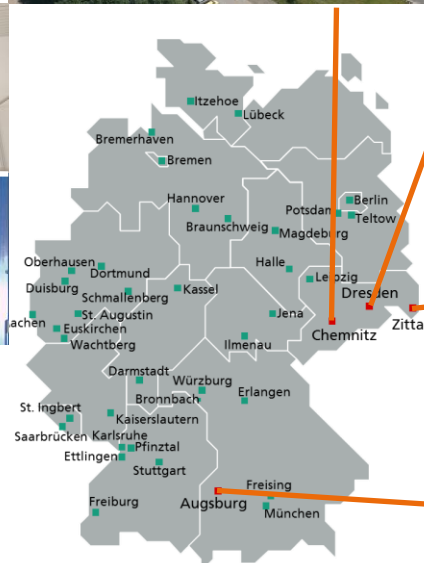 Itzehoe
Lübeck
Bremerhaven
Bremen
Hannover
Berlin
Potsdam
Teltow
Braunschweig
Magdeburg
Oberhausen
Dortmund
Halle
Leipzig
Duisburg
Schmallenberg
Kassel
Dresden
Aachen
St. Augustin
Jena
Zitta
Euskirchen
Chemnitz
Wachtberg
Ilmenau
Darmstadt
Würzburg
Bronnbach
Erlangen
St. Ingbert
Kaiserslautern
Saarbrücken
Karlsruhe
Pfinztal
Ettlingen
Stuttgart
Freising
Augsburg
Freiburg
München